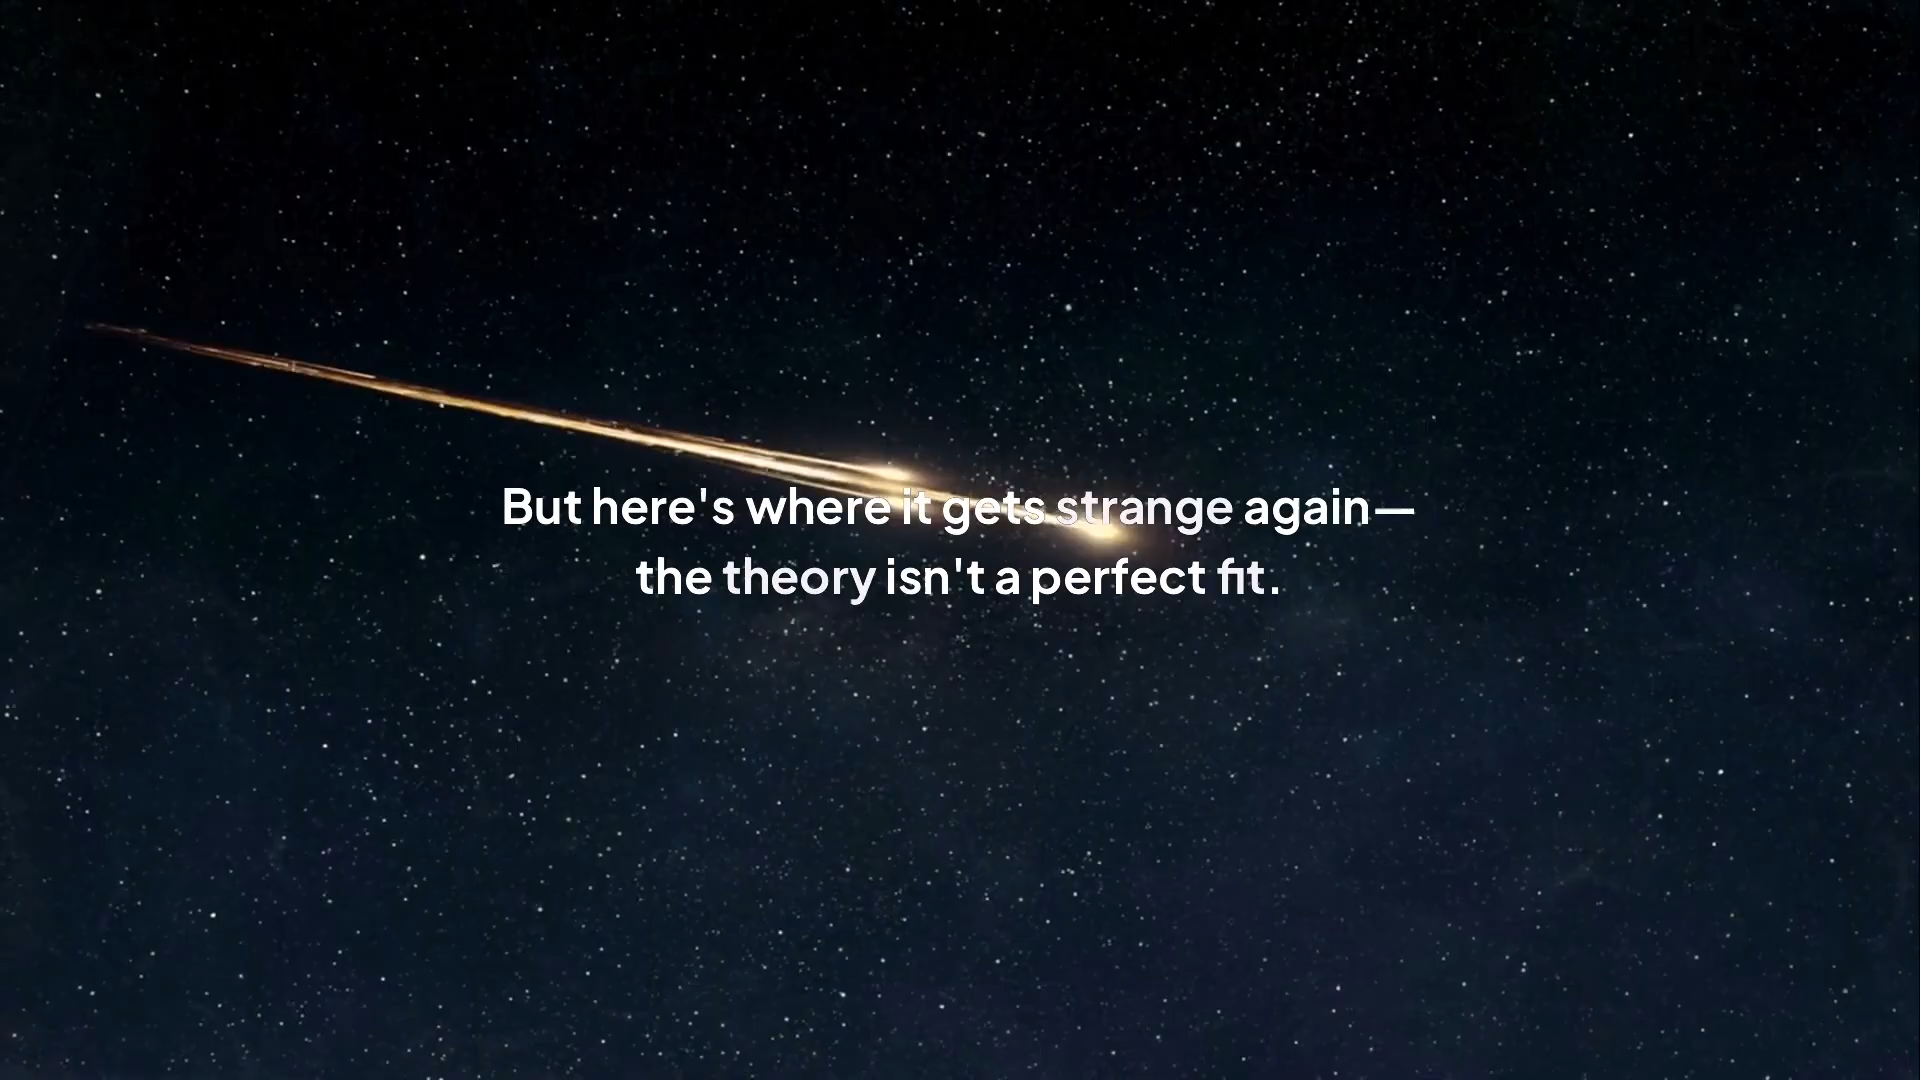 But here's where it gets strange again—
the theory isn't a perfect fit.